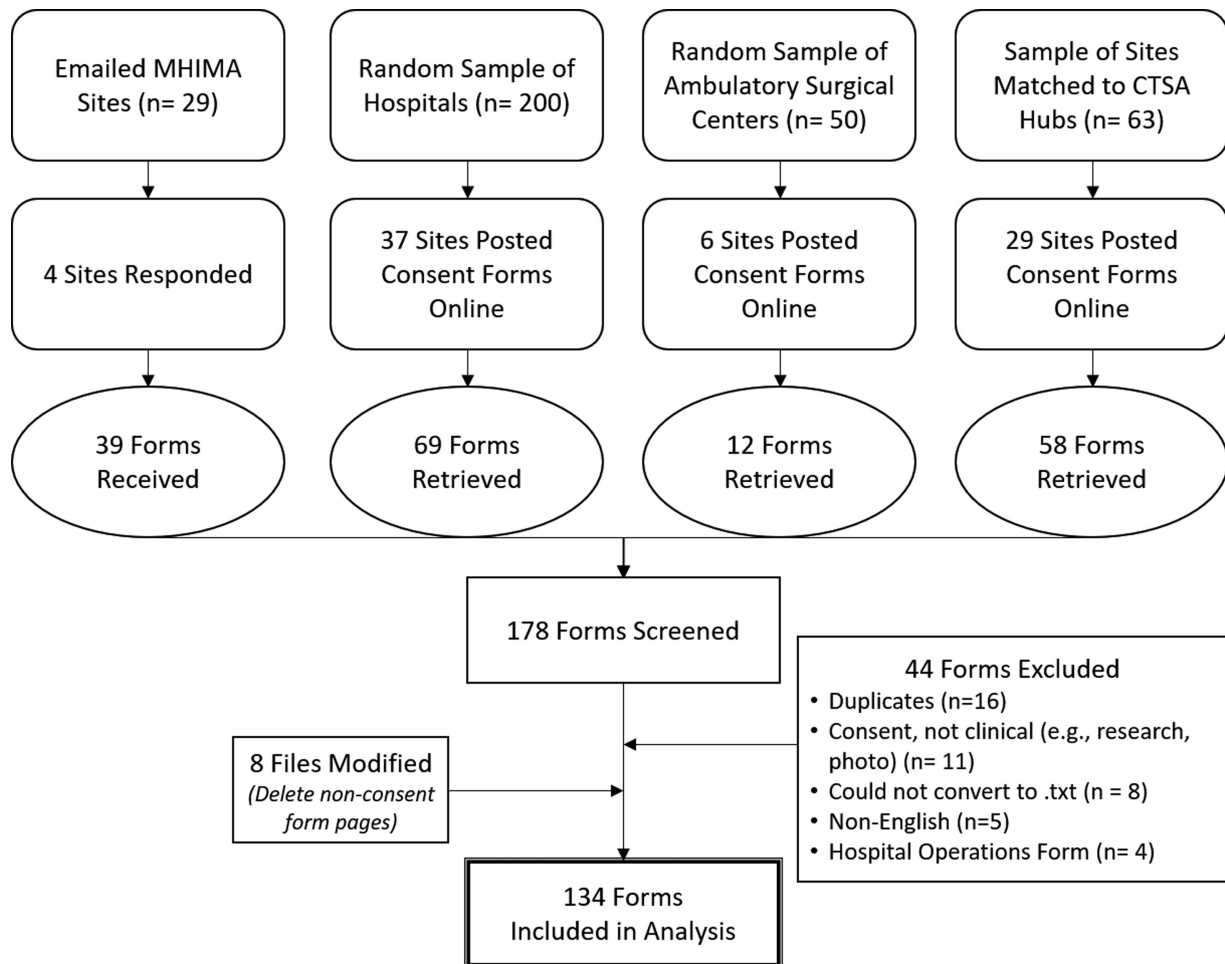 Emailed MHIMA
Sites (n= 29)
Random Sample of
Hospitals (n= 200)
Random Sample of
Ambulatory Surgical
Centers (n= 50)
Sample of Sites
Matched to CTSA
Hubs (n= 63)
4 Sites Responded
37 Sites Posted
Consent Forms
Online
6 Sites Posted
Consent Forms
Online
29 Sites Posted
Consent Forms
Online
39 Forms
Received
69 Forms
Retrieved
12 Forms
Retrieved
58 Forms
Retrieved
178 Forms Screened
44 Forms Excluded
• Duplicates (n=16)
• Consent, not clinical (e.g., research,
photo) (n= 11)
• Could not convert to .txt (n = 8)
• Non-English (n=5)
• Hospital Operations Form (n= 4)
8 Files Modified
(Delete non-consent
form pages)
134 Forms
Included in Analysis